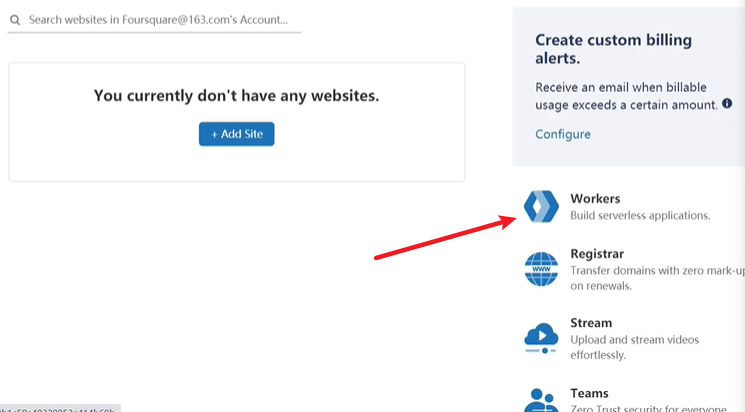 Search websites in Foursquare@163.com's Account...
You currently don't have any websites.
+ Add Site
Create custom billing
alerts.
Receive an email when billable
usage exceeds a certain amount.
Configure
Workers
Build serverless applications.
WWW
Registrar
Transfer domains with zero mark-up
on renewals.
Stream
Upload and stream videos
effortlessly.
Teams
Zero Trust security for everyone